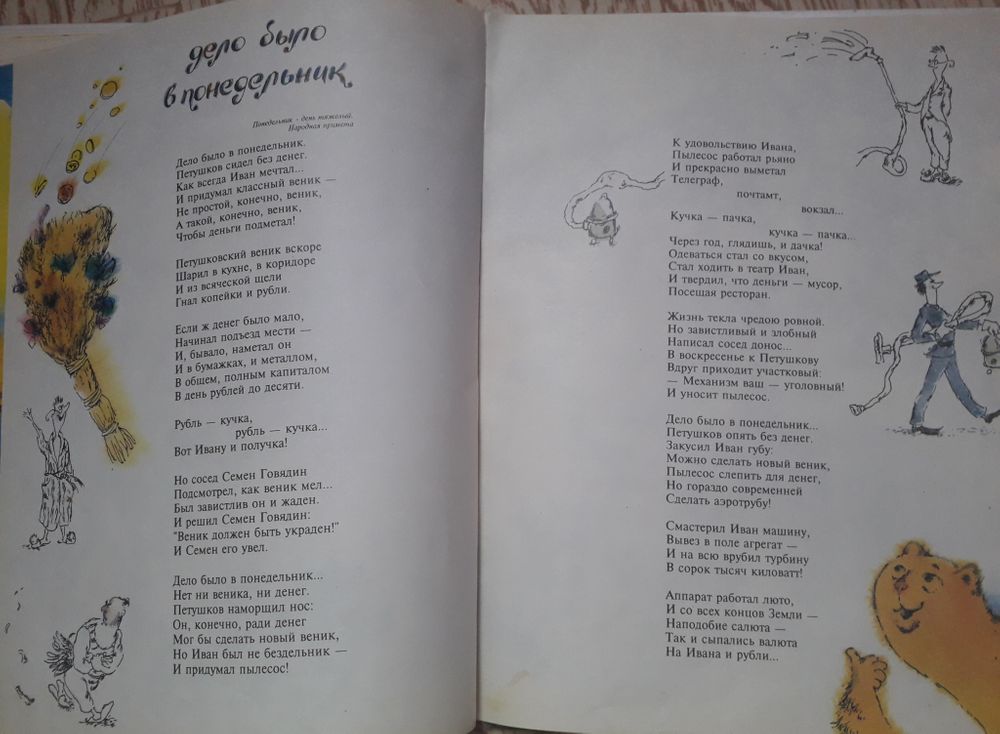 дело было
в понедельник
Понедельник - день тяжелый.
Народная примета
Дело было в понедельник.
Петушков сидел без денег.
Как всегда Иван мечтал...
И придумал классный веник —
Не простой, конечно, веник,
А такой, конечно, веник,
Чтобы деньги подметал!
Петушковский веник вскоре
Шарил в кухне, в коридоре
И из всяческой щели
Гнал копейки и рубли.
Если ж денег было мало,
Начинал подъезд мести —
И, бывало, наметал он
И в бумажках, и металлом,
В общем, полным капиталом
В день рублей до десяти.
Рубль — кучка,
рубль — кучка...
Вот Ивану и получка!
Но сосед Семен Говядин
Подсмотрел, как веник мел...
Был завистлив он и жаден.
И решил Семен Говядин:
"Веник должен быть украден!"
И Семен его увел.
Дело было в понедельник...
Нет ни веника, ни денег.
Петушков наморщил нос:
Он, конечно, ради денег
Мог бы сделать новый веник,
Но Иван был не бездельник —
И придумал пылесос!
К удовольствию Ивана,
Пылесос работал рьяно
И прекрасно выметал
Телеграф,
почтамт,
вокзал...
Кучка — пачка,
кучка — пачка...
Через год, глядишь, и дачка!
Одеваться стал со вкусом,
Стал ходить в театр Иван,
И твердил, что деньги — мусор,
Посещая ресторан.
Жизнь текла чредою ровной.
Но завистливый и злобный
Написал сосед донос...
В воскресенье к Петушкову
Вдруг приходит участковый:
— Механизм ваш — уголовный!
И уносит пылесос.
Дело было в понедельник...
Петушков опять без денег.
Закусил Иван губу:
Можно сделать новый веник,
Пылесос слепить для денег,
Но гораздо современней
Сделать аэротрубу!
Смастерил Иван машину,
Вывез в поле агрегат —
И на всю врубил турбину
В сорок тысяч киловатт!
Аппарат работал люто,
И со всех концов Земли —
Наподобие салюта —
Так и сыпались валюта
На Ивана и рубли...